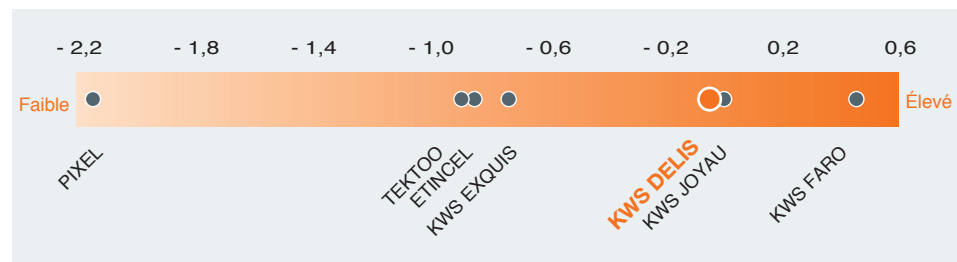 - 2,2 - 1,8 - 1,4 - 1,0 - 0,6 - 0,2 0,2 0,6
Faible
Élevé
PIXEL
TEKTOO
ETINCEL
KWS EXQUIS
KWS DELIS
KWS JOYAU
KWS FARO